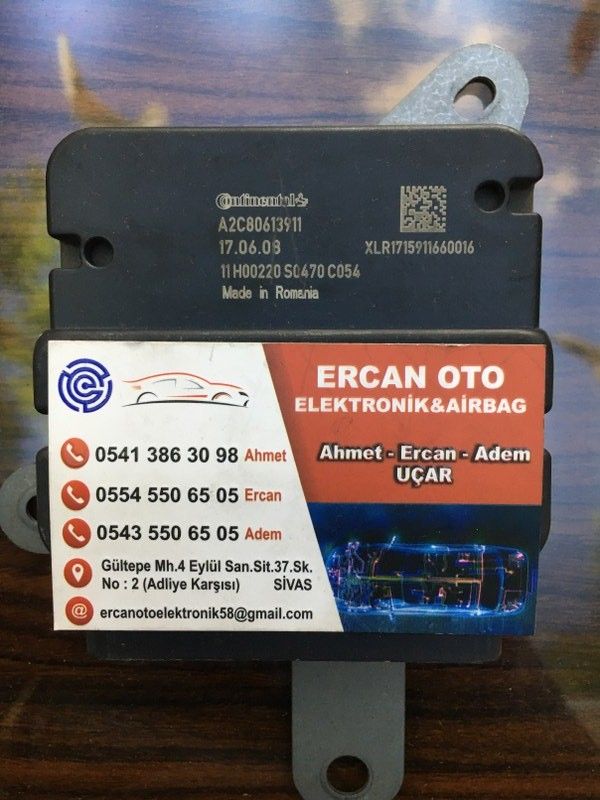 Continental
A2C80613911
17.06.08
XLR1715911660016
11H00220 S0470 C054
Made in Romania
ERCAN OTO
ELEKTRONİK&AİRBAG
Ahmet - Ercan - Adem
UÇAR
0541 386 30 98 Ahmet
0554 550 65 05 Ercan
0543 550 65 05 Adem
Gültepe Mh.4 Eylül San.Sit.37.Sk.
No : 2 (Adliye Karşısı) SİVAS
ercanotoelektronik58@gmail.com